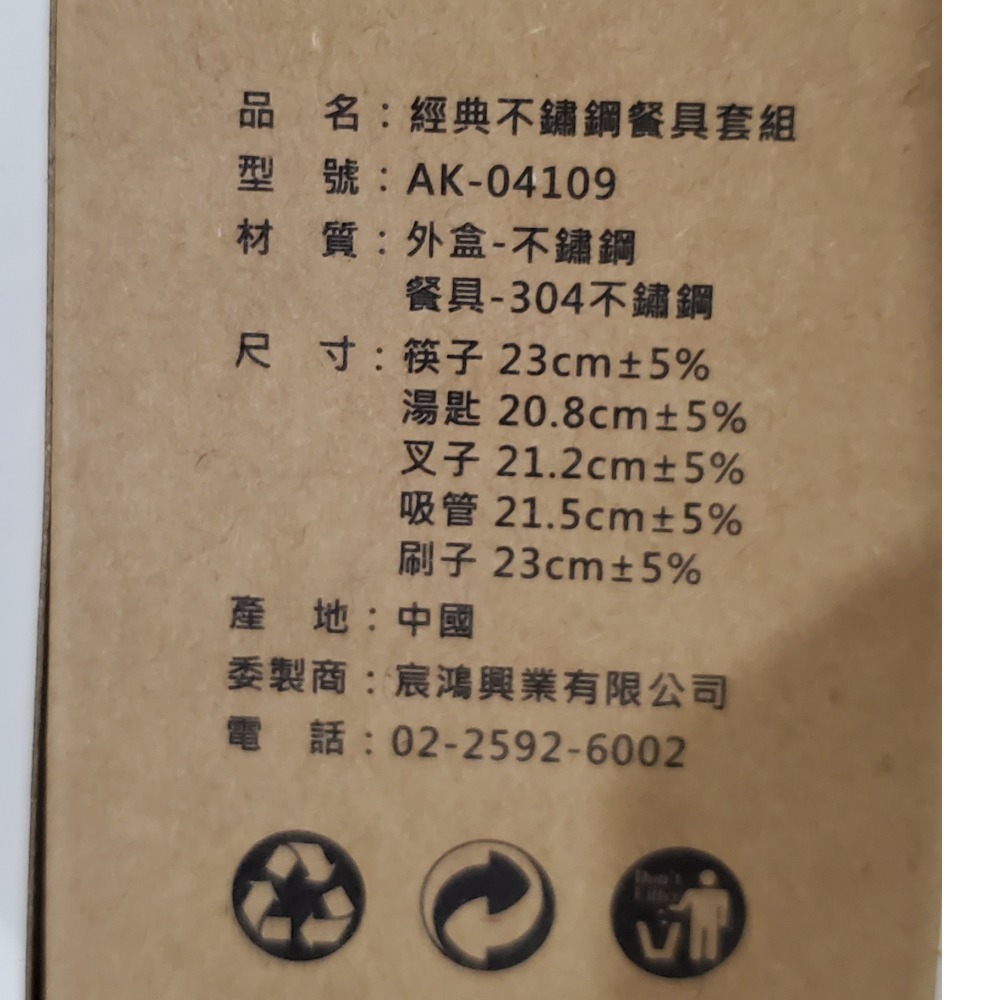 品 名：經典不鏽鋼餐具套組
型 號：AK-04109
材 質：外盒-不鏽鋼
餐具-304不鏽鋼
尺 寸：筷子 23cm±5%
湯匙 20.8cm±5%
叉子 21.2cm±5%
吸管 21.5cm±5%
刷子 23cm±5%
產 地：中國
委製商：宸鴻興業有限公司
電 話：02-2592-6002
Don't
Litter